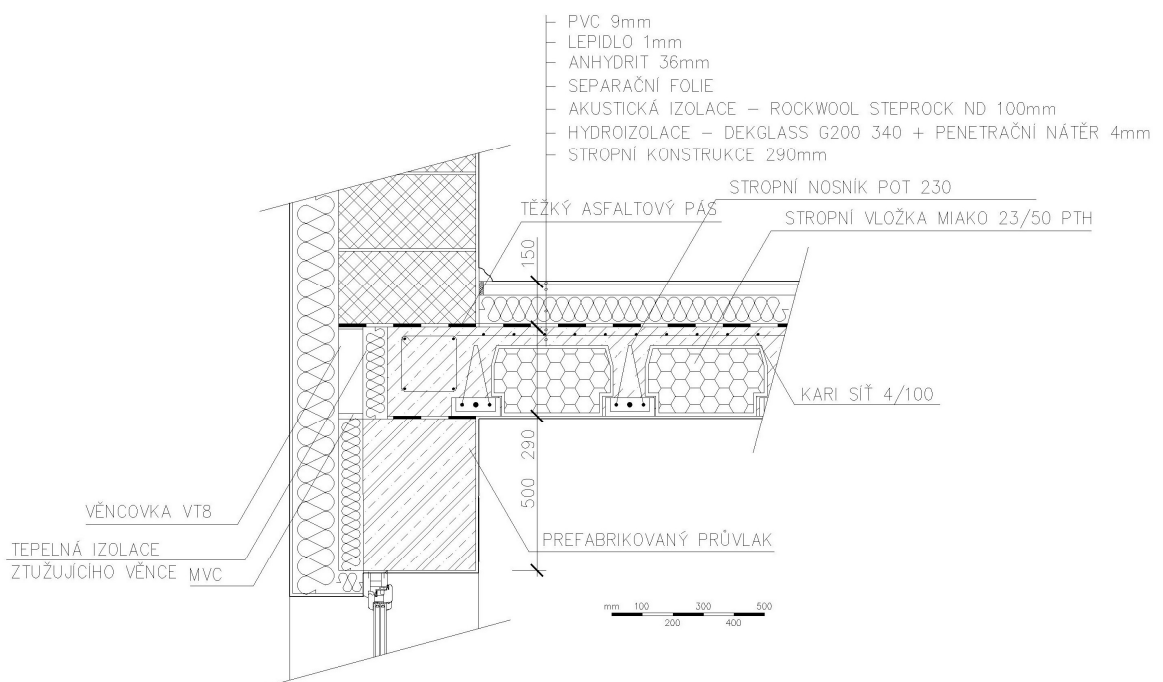 PVC 9mm
LEPIDLO 1mm
ANHYDRIT 36mm
SEPARAČNÍ FOLIE
AKUSTICKÁ IZOLACE – ROCKWOOL STEPROCK ND 100mm
HYDROIZOLACE – DEKGLASS G200 S40 + PENETRAČNÍ NÁTĚR 4mm
STROPNÍ KONSTRUKCE 290mm
STROPNÍ NOSNÍK POT 230
TĚŽKÝ ASFALTOVÝ PÁS
STROPNÍ VLOŽKA MIAKO 23/50 PTH
150
KARI SÍŤ 4/100
290
500
VĚNCOVKA VT8
PREFABRIKOVANÝ PRŮVLAK
TEPELNÁ IZOLACE
ZTUŽUJÍCÍHO VĚNCE
MVC
mm 100 300 500
200 400